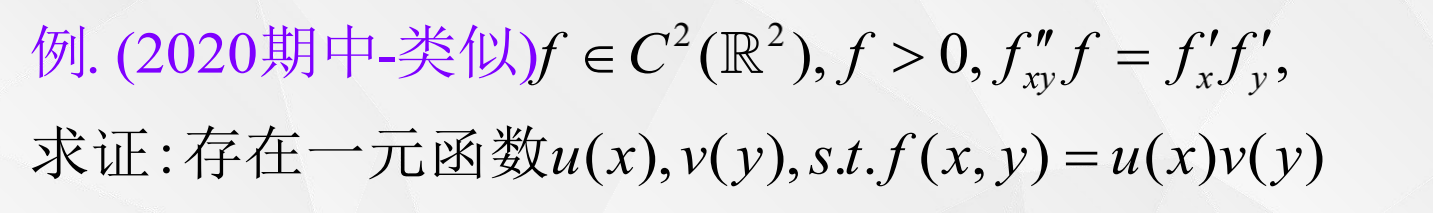 例. (2020期中-类似)f ∈ C²(ℝ²), f > 0, f″ₓᵧ f = f′ₓ f′ᵧ,
求证:存在一元函数u(x), v(y), s.t. f(x, y) = u(x)v(y)